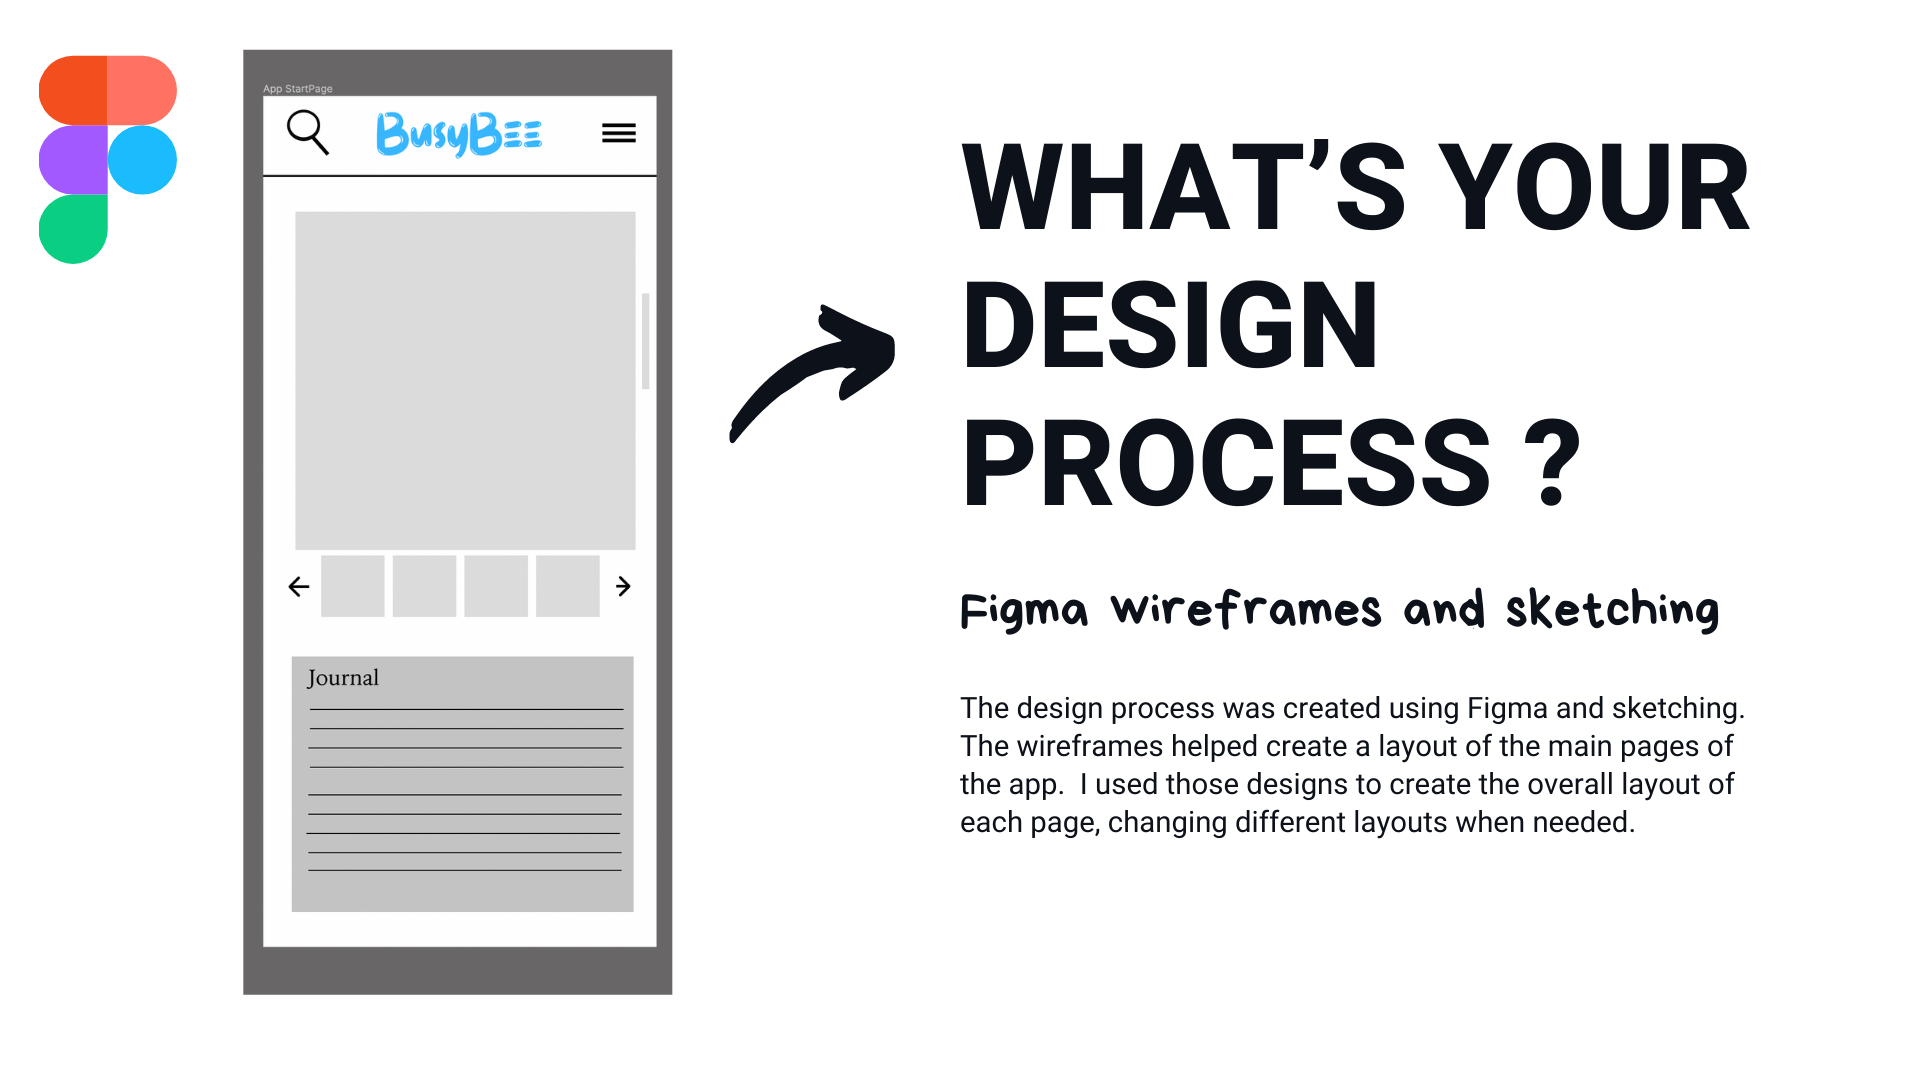 App StartPage
BusyBEE
Journal
WHAT’S YOUR
DESIGN
PROCESS ?
Figma wireframes and sketching
The design process was created using Figma and sketching.
The wireframes helped create a layout of the main pages of
the app.  I used those designs to create the overall layout of
each page, changing different layouts when needed.